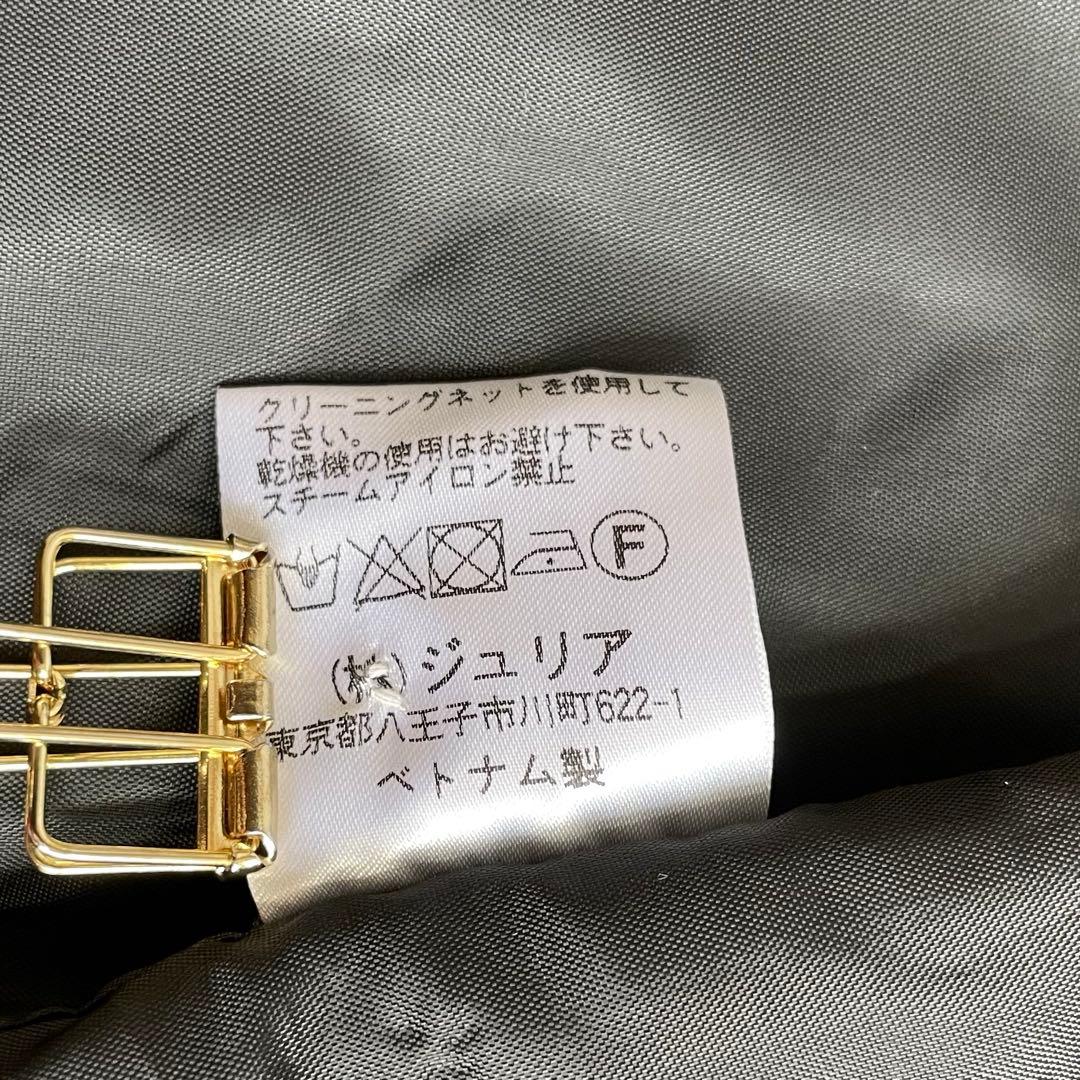 クリーニングネットを使用して
下さい。
乾燥機の使用はお避け下さい。
スチームアイロン禁止
F
(株)ジュリア
東京都八王子市川町622-1
ベトナム製